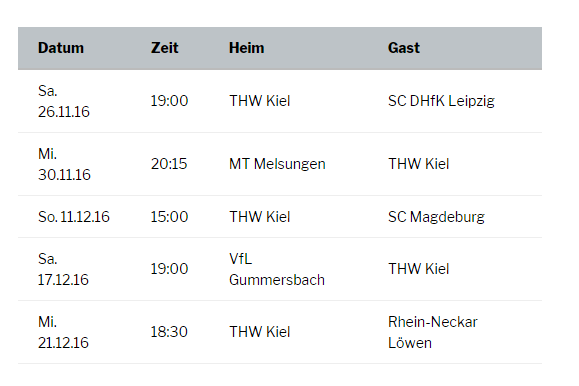 Datum Zeit Heim Gast
Sa.
26.11.16 19:00 THW Kiel SC DHfK Leipzig
Mi.
30.11.16 20:15 MT Melsungen THW Kiel
So. 11.12.16 15:00 THW Kiel SC Magdeburg
Sa.
17.12.16 19:00 VfL
Gummersbach THW Kiel
Mi.
21.12.16 18:30 THW Kiel Rhein-Neckar
Löwen